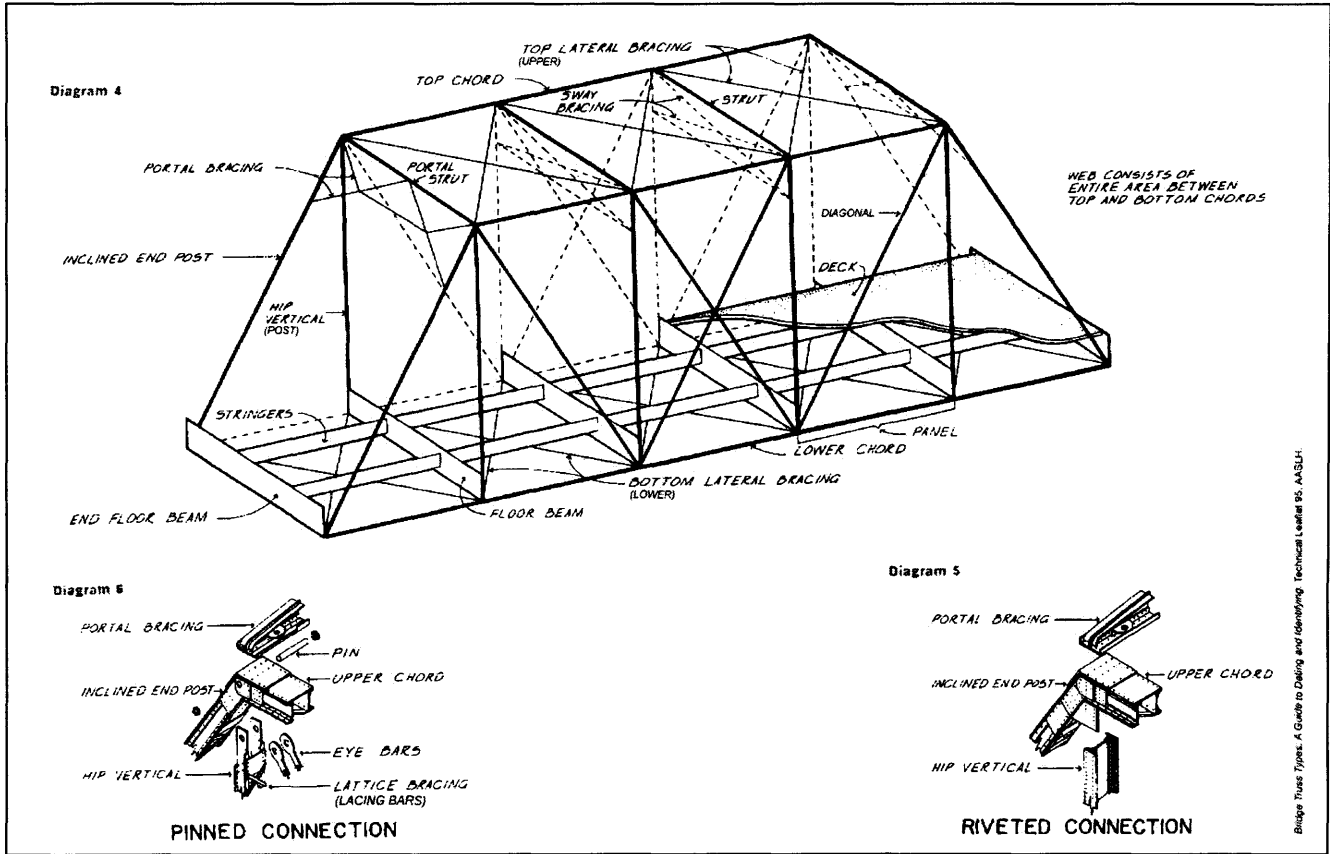 Diagram 4
TOP LATERAL BRACING
(UPPER)
TOP CHORD
SWAY
BRACING
STRUT
PORTAL BRACING
PORTAL
STRUT
WEB CONSISTS OF
ENTIRE AREA BETWEEN
TOP AND BOTTOM CHORDS
DIAGONAL
INCLINED END POST
DECK
HIP
VERTICAL
(POST)
STRINGERS
PANEL
LOWER CHORD
BOTTOM LATERAL BRACING
(LOWER)
FLOOR BEAM
END FLOOR BEAM
Diagram 6
PORTAL BRACING
PIN
UPPER CHORD
INCLINED END POST
EYE BARS
HIP VERTICAL
LATTICE BRACING
(LACING BARS)
PINNED CONNECTION
Diagram 5
PORTAL BRACING
UPPER CHORD
INCLINED END POST
HIP VERTICAL
RIVETED CONNECTION
Bridge Truss Types: A Guide to Dating and Identifying. Technical Leaflet 95. AASLH.